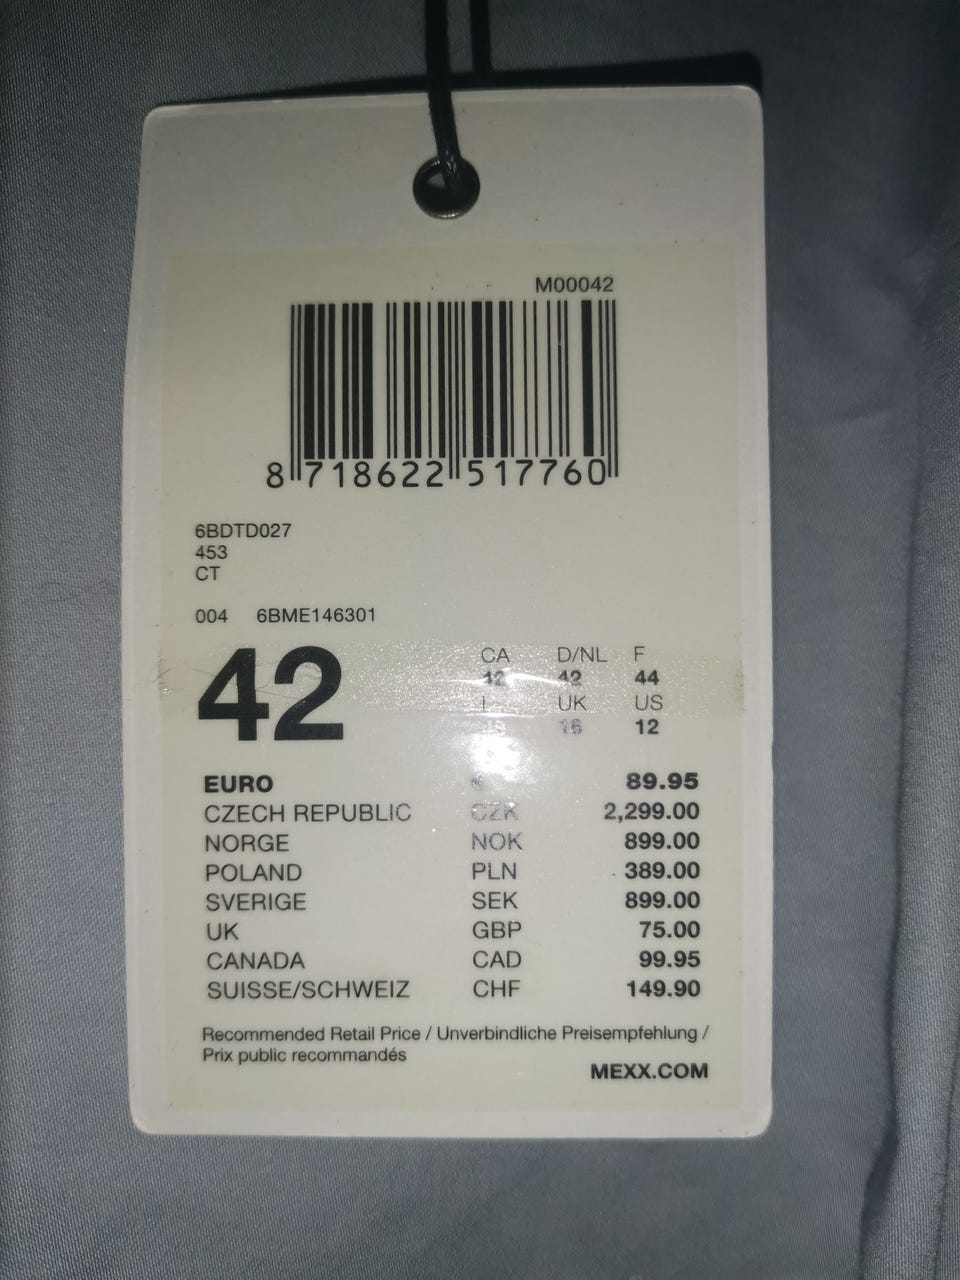 M00042
8 718622 517760
6BDTD027
453
CT
004 6BME146301
42
CA D/NL F
12 42 44
I UK US
16 12
EURO € 89.95
CZECH REPUBLIC CZK 2,299.00
NORGE NOK 899.00
POLAND PLN 389.00
SVERIGE SEK 899.00
UK GBP 75.00
CANADA CAD 99.95
SUISSE/SCHWEIZ CHF 149.90
Recommended Retail Price / Unverbindliche Preisempfehlung /
Prix public recommandés
MEXX.COM